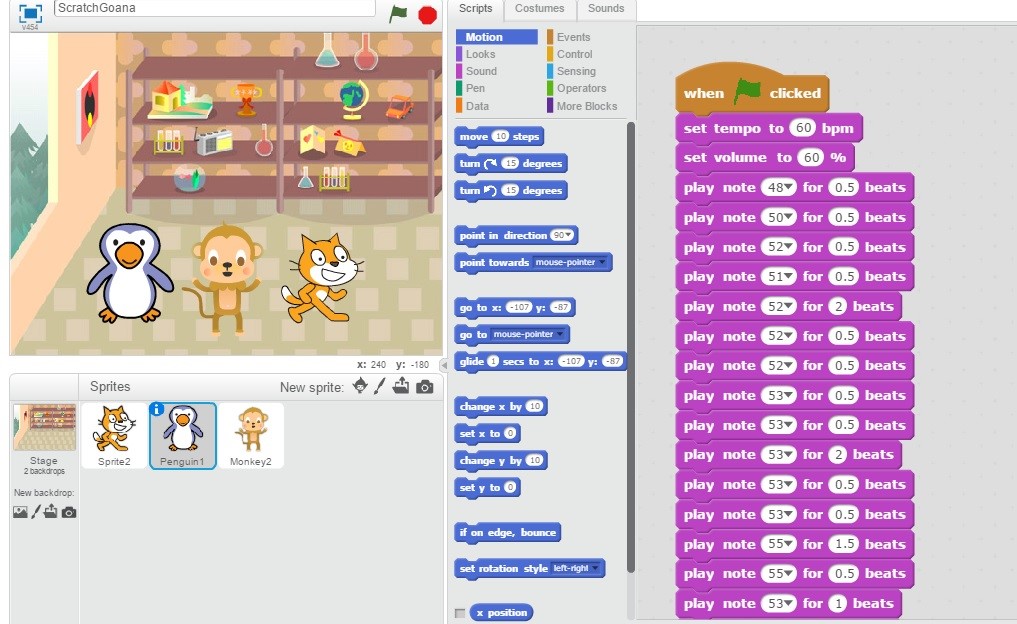 ScratchGoana
v454
x: 240 y: -180
Sprites
New sprite:
Stage
2 backdrops
New backdrop:
Sprite2
Penguin1
Monkey2
Scripts
Costumes
Sounds
Motion
Events
Looks
Control
Sound
Sensing
Pen
Operators
Data
More Blocks
move 10 steps
turn 15 degrees
turn 15 degrees
point in direction 90
point towards mouse-pointer
go to x: -107 y: -87
go to mouse-pointer
glide 1 secs to x: -107 y: -87
change x by 10
set x to 0
change y by 10
set y to 0
if on edge, bounce
set rotation style left-right
x position
when clicked
set tempo to 60 bpm
set volume to 60 %
play note 48 for 0.5 beats
play note 50 for 0.5 beats
play note 52 for 0.5 beats
play note 51 for 0.5 beats
play note 52 for 2 beats
play note 52 for 0.5 beats
play note 52 for 0.5 beats
play note 53 for 0.5 beats
play note 53 for 0.5 beats
play note 53 for 2 beats
play note 53 for 0.5 beats
play note 53 for 0.5 beats
play note 55 for 1.5 beats
play note 55 for 0.5 beats
play note 53 for 1 beats